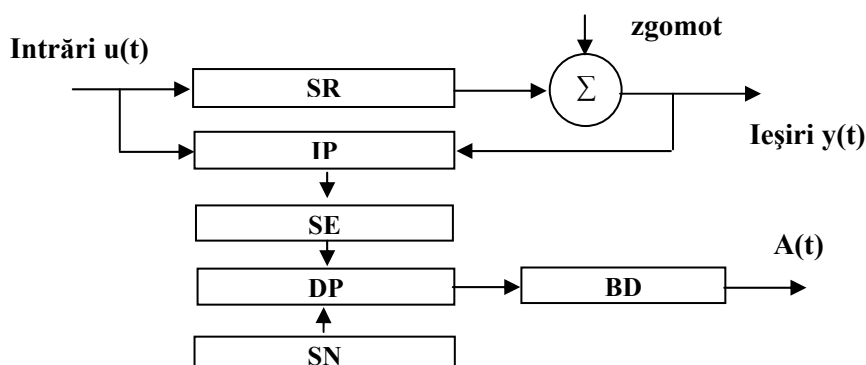 zgomot
Intrări u(t)
SR
Σ
Ieşiri y(t)
IP
SE
A(t)
DP
BD
SN